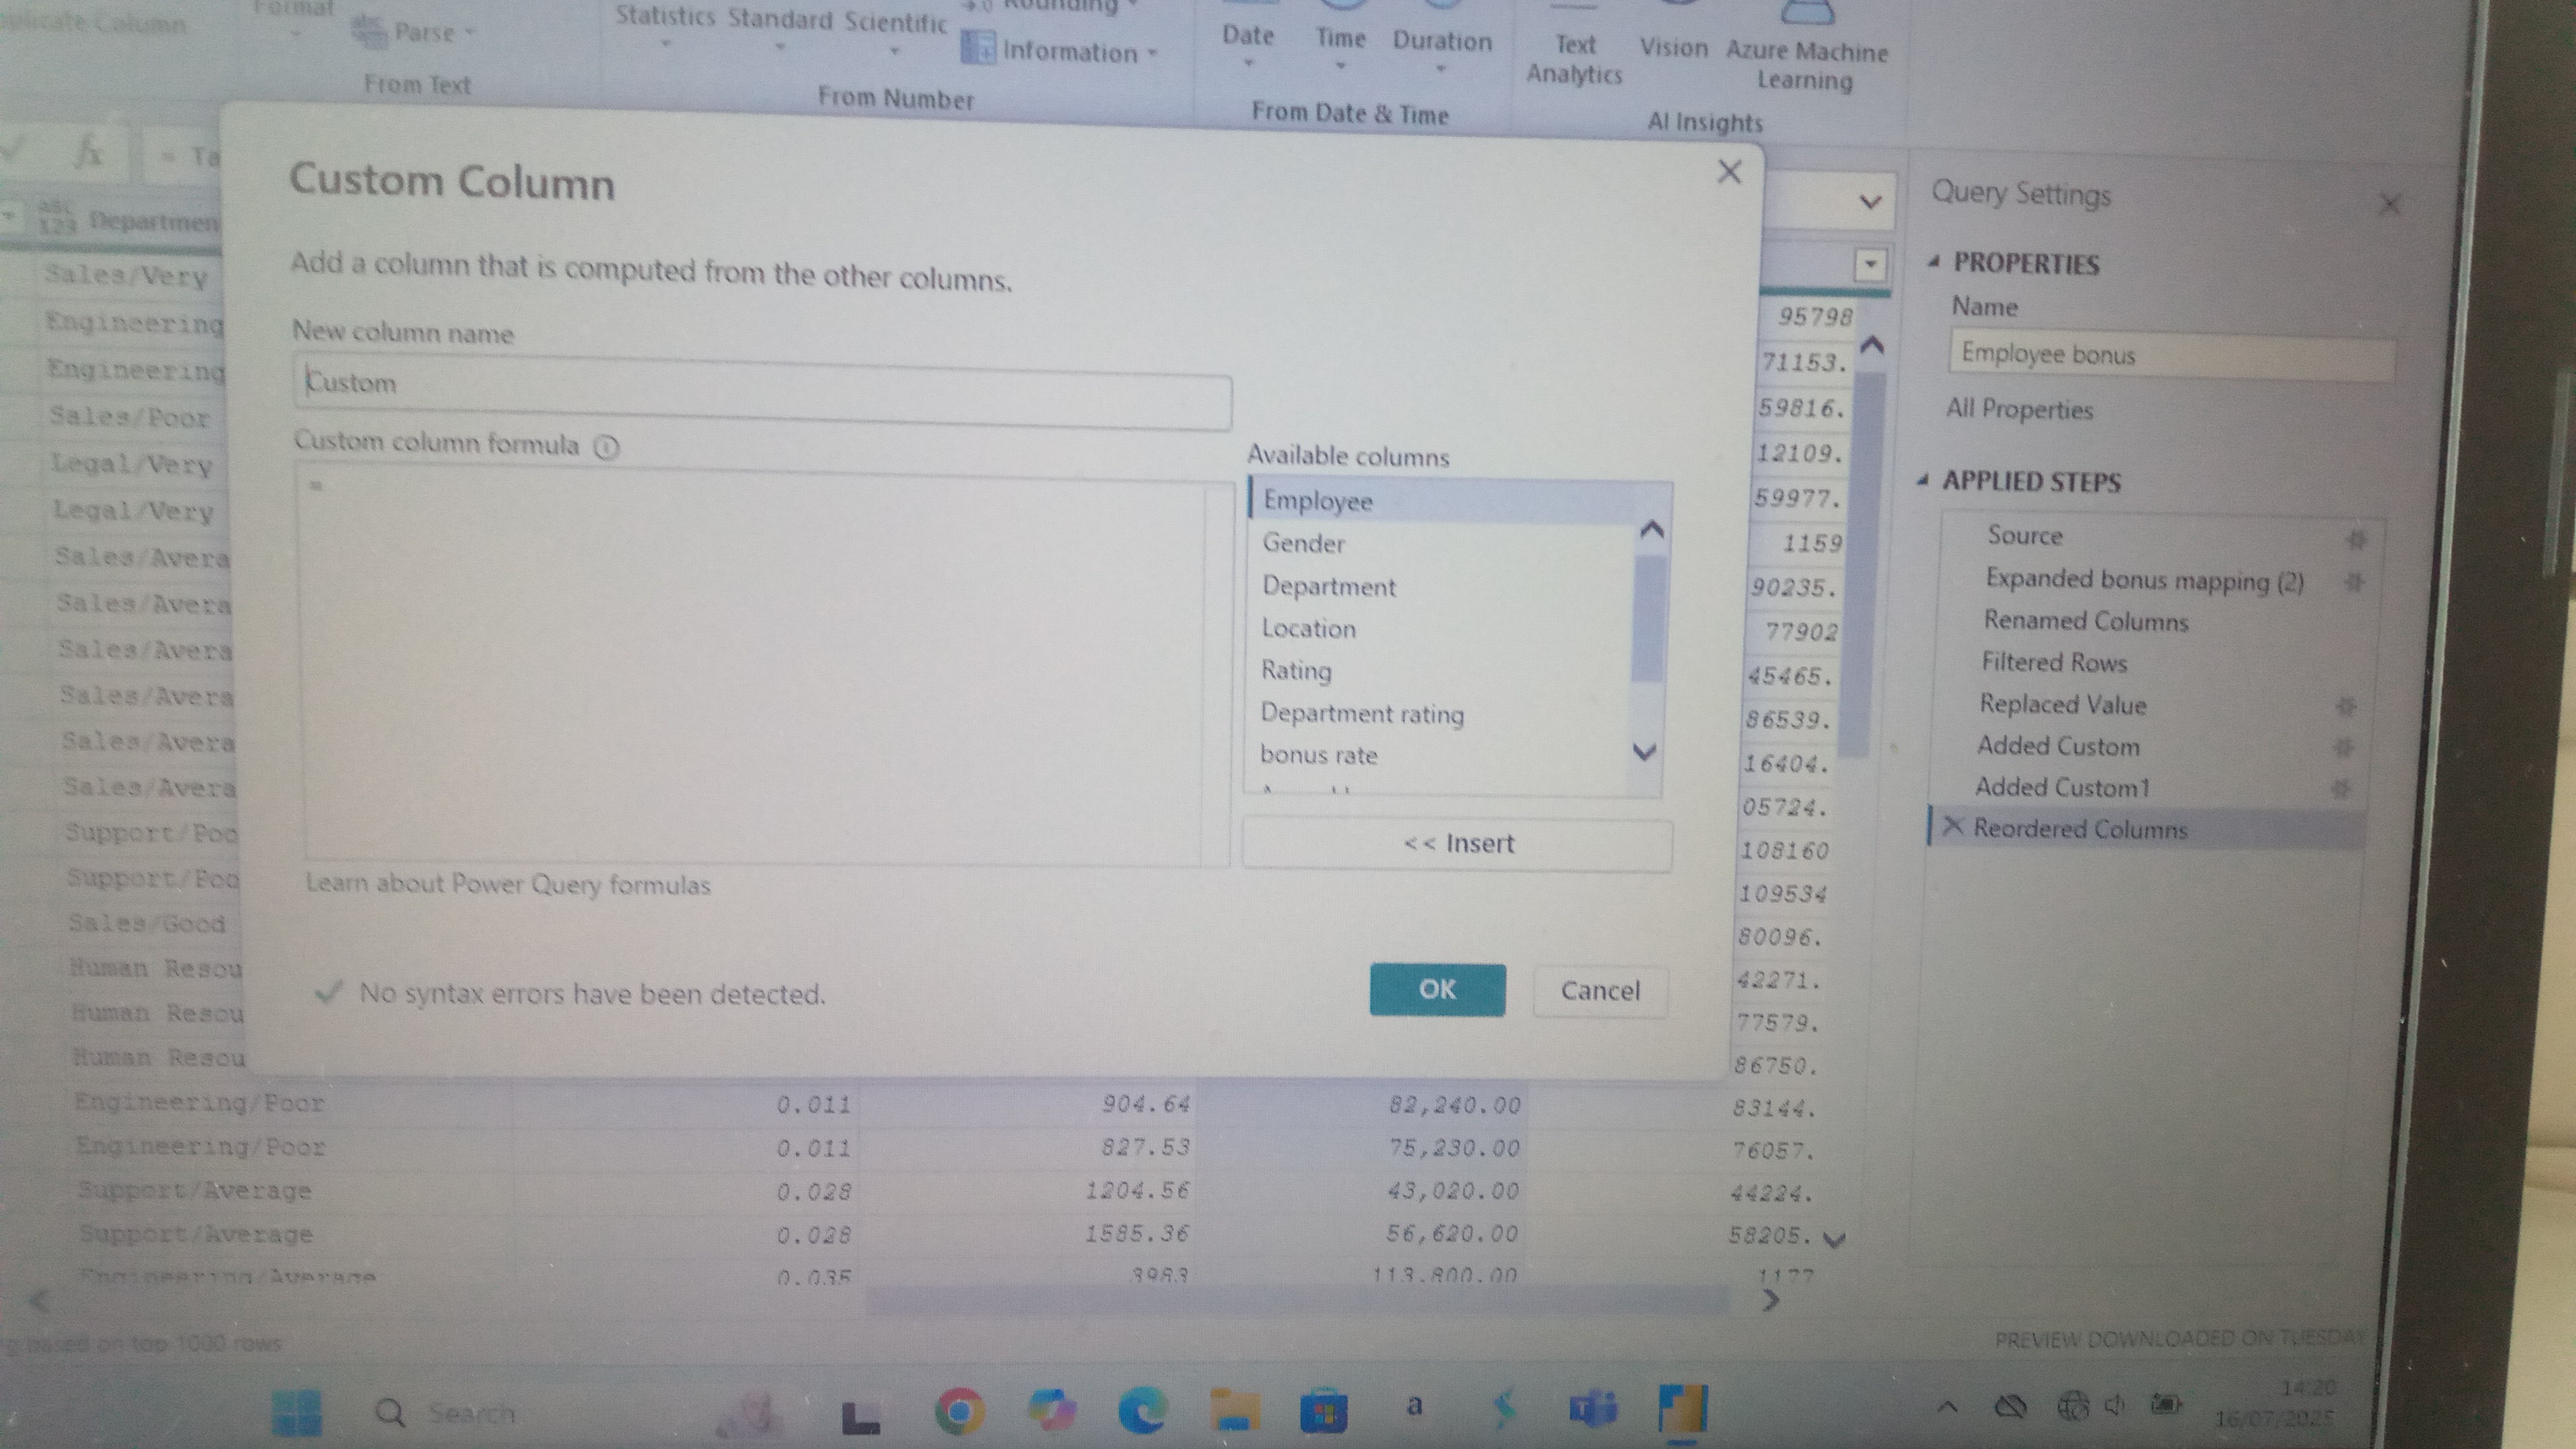 Duplicate Column
Format
Parse
From Text
Statistics Standard Scientific
Rounding
Information
From Number
Date Time Duration
From Date & Time
Text Analytics
Vision
Azure Machine Learning
AI Insights
fx = Ta
ABC 123 Departmen
Custom Column
Add a column that is computed from the other columns.
New column name
Custom
Custom column formula
=
Available columns
Employee
Gender
Department
Location
Rating
Department rating
bonus rate
<< Insert
Learn about Power Query formulas
No syntax errors have been detected.
OK
Cancel
Sales/Very
Engineering
Engineering
Sales/Poor
Legal/Very
Legal/Very
Sales/Avera
Sales/Avera
Sales/Avera
Sales/Avera
Sales/Avera
Sales/Avera
Support/Poo
Support/Poo
Sales/Good
Human Resou
Human Resou
Human Resou
95798
71153.
59816.
12109.
59977.
1159
90235.
77902
45465.
86539.
16404.
05724.
108160
109534
80096.
42271.
77579.
86750.
Engineering/Poor 0.011 904.64 82,240.00 83144.
Engineering/Poor 0.011 827.53 75,230.00 76057.
Support/Average 0.028 1204.56 43,020.00 44224.
Support/Average 0.028 1585.36 56,620.00 58205.
Engineering/Average 0.035 3983 113,800.00 1177
Query Settings
PROPERTIES
Name
Employee bonus
All Properties
APPLIED STEPS
Source
Expanded bonus mapping (2)
Renamed Columns
Filtered Rows
Replaced Value
Added Custom
Added Custom1
Reordered Columns
g based on top 1000 rows
PREVIEW DOWNLOADED ON TUESDAY
Search
a
T
14:20
16/07/2025